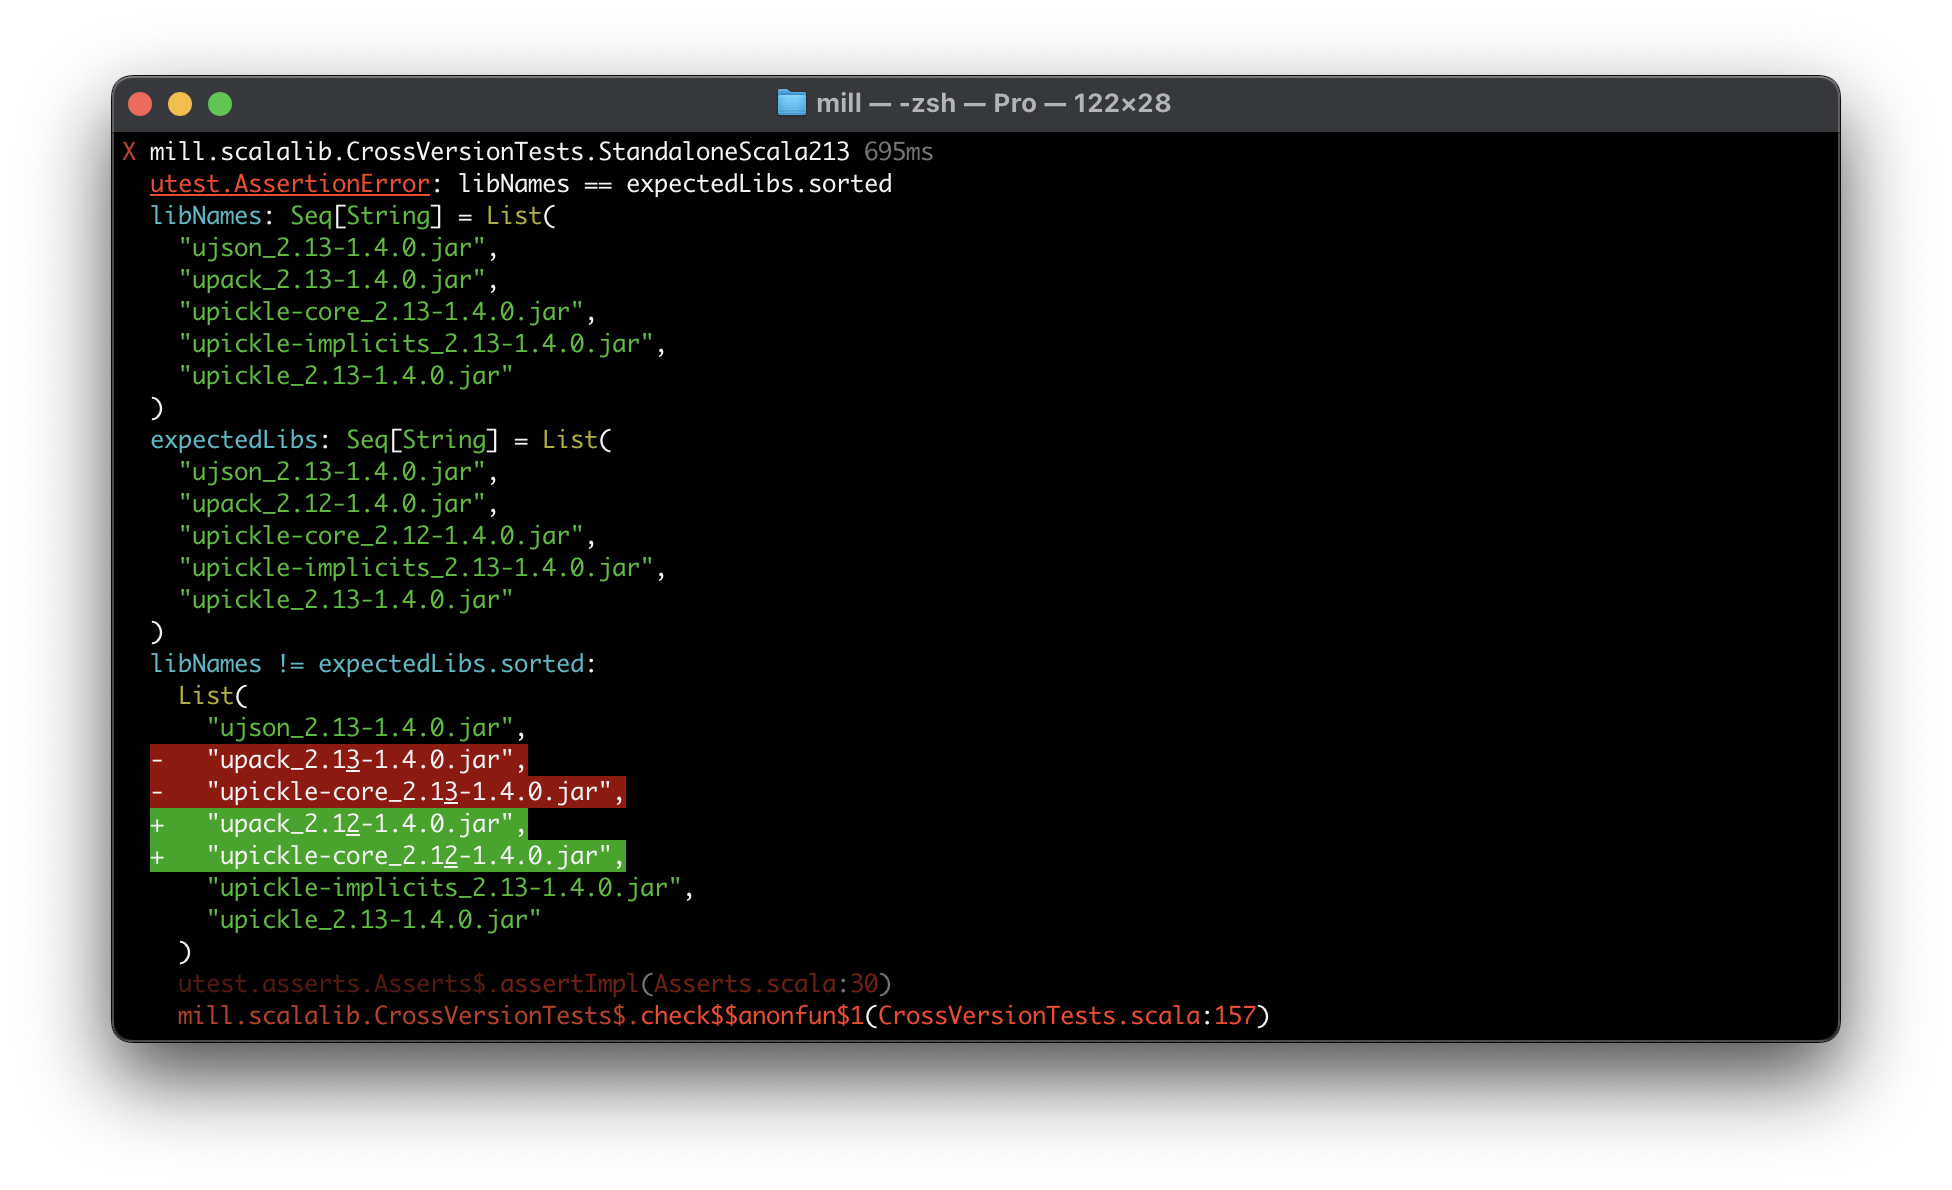 mill — -zsh — Pro — 122×28
X mill.scalalib.CrossVersionTests.StandaloneScala213 695ms
  utest.AssertionError: libNames == expectedLibs.sorted
  libNames: Seq[String] = List(
    "ujson_2.13-1.4.0.jar",
    "upack_2.13-1.4.0.jar",
    "upickle-core_2.13-1.4.0.jar",
    "upickle-implicits_2.13-1.4.0.jar",
    "upickle_2.13-1.4.0.jar"
  )
  expectedLibs: Seq[String] = List(
    "ujson_2.13-1.4.0.jar",
    "upack_2.12-1.4.0.jar",
    "upickle-core_2.12-1.4.0.jar",
    "upickle-implicits_2.13-1.4.0.jar",
    "upickle_2.13-1.4.0.jar"
  )
  libNames != expectedLibs.sorted:
    List(
      "ujson_2.13-1.4.0.jar",
  -   "upack_2.13-1.4.0.jar",
  -   "upickle-core_2.13-1.4.0.jar",
  +   "upack_2.12-1.4.0.jar",
  +   "upickle-core_2.12-1.4.0.jar",
      "upickle-implicits_2.13-1.4.0.jar",
      "upickle_2.13-1.4.0.jar"
    )
    utest.asserts.Asserts$.assertImpl(Asserts.scala:30)
    mill.scalalib.CrossVersionTests$.check$$anonfun$1(CrossVersionTests.scala:157)